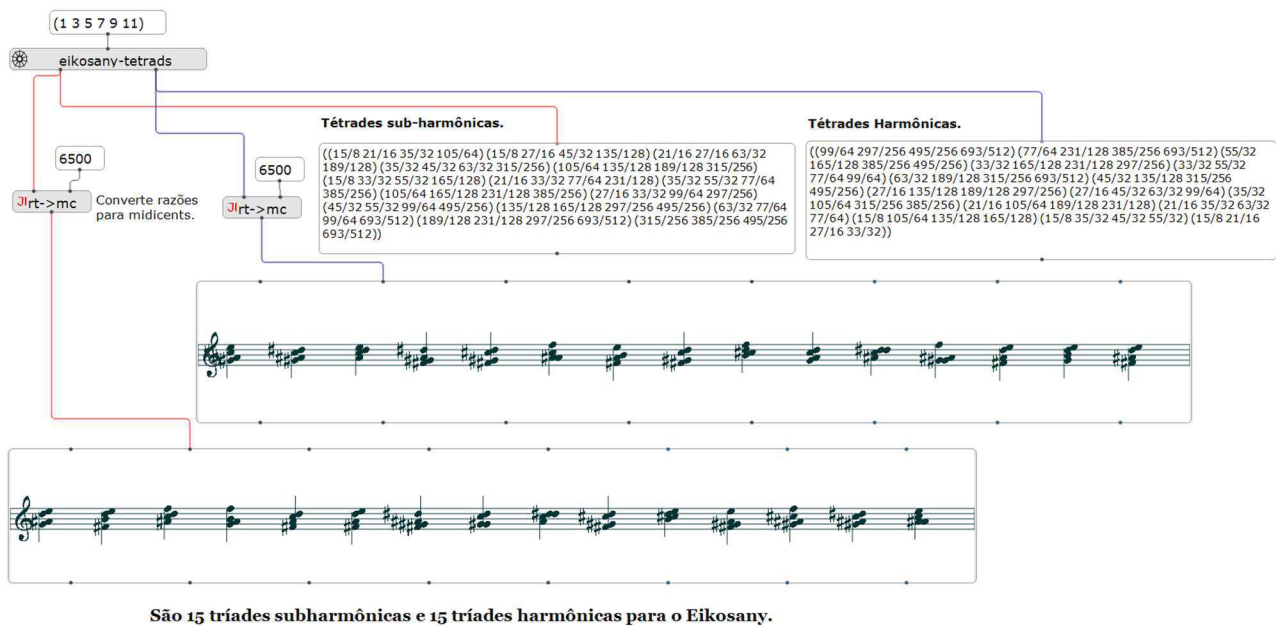 (1 3 5 7 9 11)
eikosany-tetrads
6500
JIrt->mc
Converte razões
para midicents.
6500
JIrt->mc
Tétrades sub-harmônicas.
((15/8 21/16 35/32 105/64) (15/8 27/16 45/32 135/128) (21/16 27/16 63/32
189/128) (35/32 45/32 63/32 315/256) (105/64 135/128 189/128 315/256)
(15/8 33/32 55/32 165/128) (21/16 33/32 77/64 231/128) (35/32 55/32 77/64
385/256) (105/64 165/128 231/128 385/256) (27/16 33/32 99/64 297/256)
(45/32 55/32 99/64 495/256) (135/128 165/128 297/256 495/256) (63/32 77/64
99/64 693/512) (189/128 231/128 297/256 693/512) (315/256 385/256 495/256
693/512))
Tétrades Harmônicas.
((99/64 297/256 495/256 693/512) (77/64 231/128 385/256 693/512) (55/32
165/128 385/256 495/256) (33/32 165/128 231/128 297/256) (33/32 55/32
77/64 99/64) (63/32 189/128 315/256 693/512) (45/32 135/128 315/256
495/256) (27/16 135/128 189/128 297/256) (27/16 45/32 63/32 99/64) (35/32
105/64 315/256 385/256) (21/16 105/64 189/128 231/128) (21/16 35/32 63/32
77/64) (15/8 105/64 135/128 165/128) (15/8 35/32 45/32 55/32) (15/8 21/16
27/16 33/32))
São 15 tríades subharmônicas e 15 tríades harmônicas para o Eikosany.